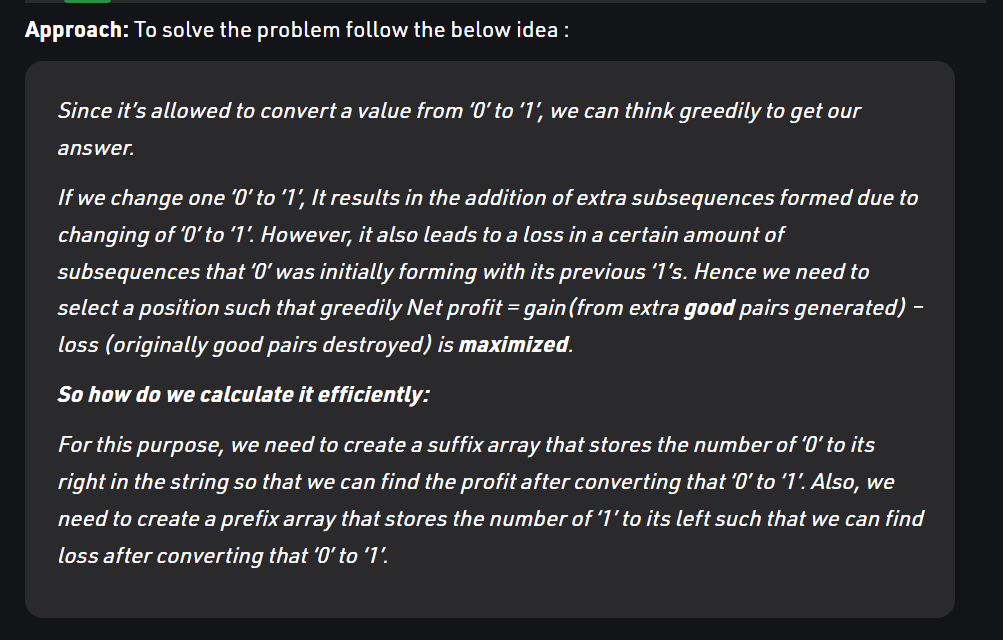 Approach: To solve the problem follow the below idea :
Since it’s allowed to convert a value from ‘0’ to ‘1’, we can think greedily to get our
answer.
If we change one ‘0’ to ‘1’, It results in the addition of extra subsequences formed due to
changing of ‘0’ to ‘1’. However, it also leads to a loss in a certain amount of
subsequences that ‘0’ was initially forming with its previous ‘1’s. Hence we need to
select a position such that greedily Net profit = gain(from extra good pairs generated) –
loss (originally good pairs destroyed) is maximized.
So how do we calculate it efficiently:
For this purpose, we need to create a suffix array that stores the number of ‘0’ to its
right in the string so that we can find the profit after converting that ‘0’ to ‘1’. Also, we
need to create a prefix array that stores the number of ‘1’ to its left such that we can find
loss after converting that ‘0’ to ‘1’.